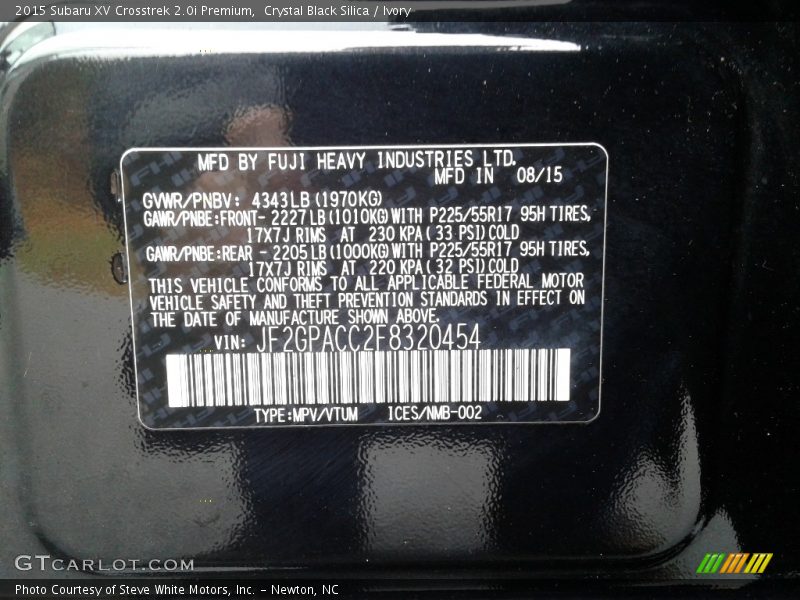 2015 Subaru XV Crosstrek 2.0i Premium, Crystal Black Silica / Ivory
MFD BY FUJI HEAVY INDUSTRIES LTD.
MFD IN 08/15
GVWR/PNBV: 4343LB (1970KG)
GAWR/PNBE:FRONT- 2227 LB (1010KG) WITH P225/55R17 95H TIRES,
17X7J RIMS AT 230 KPA ( 33 PSI) COLD
GAWR/PNBE:REAR - 2205 LB (1000KG) WITH P225/55R17 95H TIRES,
17X7J RIMS AT 220 KPA ( 32 PSI) COLD
THIS VEHICLE CONFORMS TO ALL APPLICABLE FEDERAL MOTOR
VEHICLE SAFETY AND THEFT PREVENTION STANDARDS IN EFFECT ON
THE DATE OF MANUFACTURE SHOWN ABOVE.
VIN: JF2GPACC2F8320454
TYPE:MPV/VTUM ICES/NMB-002
GTCARLOT.COM
Photo Courtesy of Steve White Motors, Inc. – Newton, NC